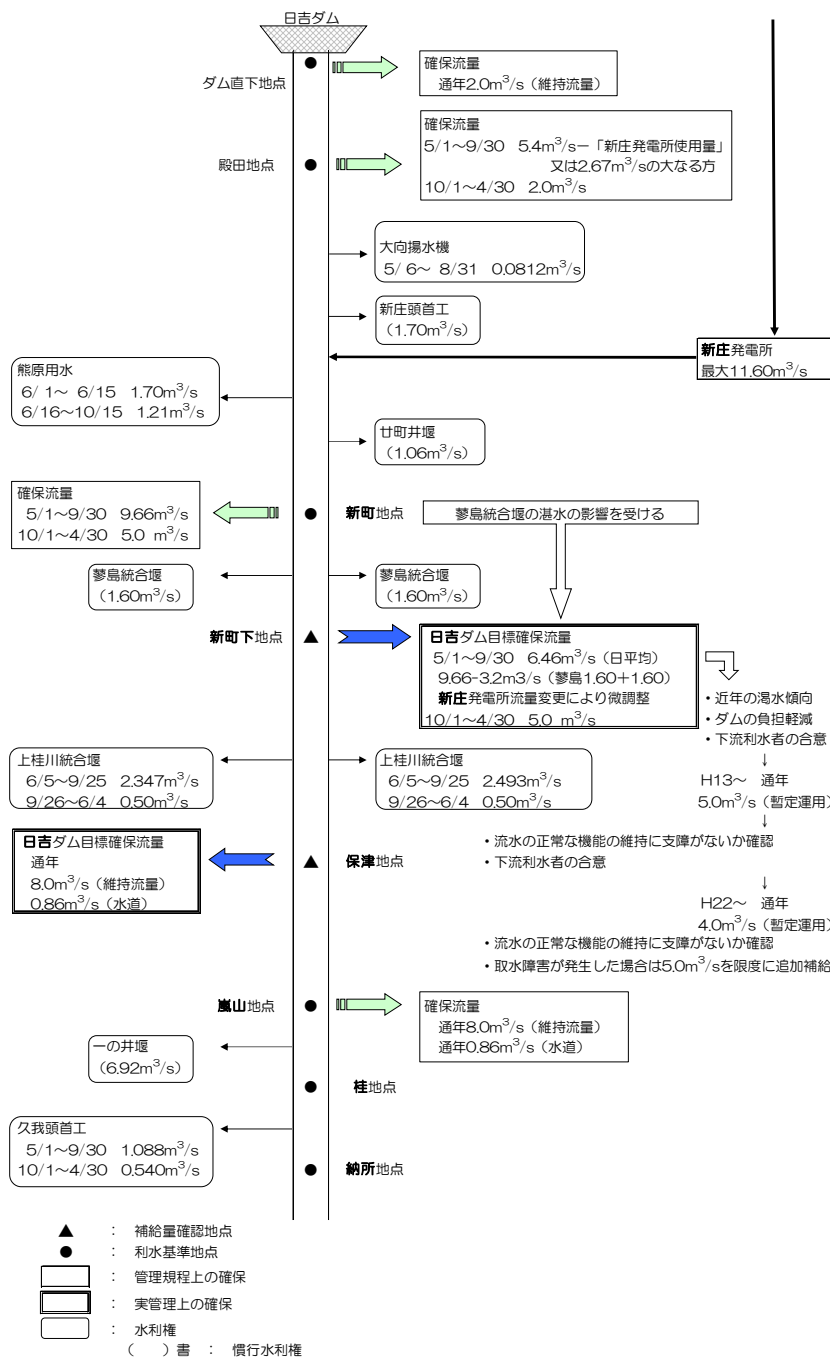 日吉ダム
ダム直下地点
確保流量
通年2.0m³/s（維持流量）
殿田地点
確保流量
5/1～9/30 5.4m³/s－「新庄発電所使用量」
又は2.67m³/sの大なる方
10/1～4/30 2.0m³/s
大向揚水機
5/ 6～ 8/31 0.0812m³/s
新庄頭首工
（1.70m³/s）
新庄発電所
最大11.60m³/s
熊原用水
6/ 1～ 6/15 1.70m³/s
6/16～10/15 1.21m³/s
廿町井堰
（1.06m³/s）
確保流量
5/1～9/30 9.66m³/s
10/1～4/30 5.0 m³/s
新町地点
蓼島統合堰の湛水の影響を受ける
蓼島統合堰
（1.60m³/s）
蓼島統合堰
（1.60m³/s）
新町下地点
日吉ダム目標確保流量
5/1～9/30 6.46m³/s（日平均）
9.66-3.2m3/s（蓼島1.60＋1.60）
新庄発電所流量変更により微調整
10/1～4/30 5.0 m³/s
・近年の渇水傾向
・ダムの負担軽減
・下流利水者の合意
↓
H13～ 通年
5.0m³/s（暫定運用）
↓
・流水の正常な機能の維持に支障がないか確認
・下流利水者の合意
↓
H22～ 通年
4.0m³/s（暫定運用）
・流水の正常な機能の維持に支障がないか確認
・取水障害が発生した場合は5.0m³/sを限度に追加補給
上桂川統合堰
6/5～9/25 2.347m³/s
9/26～6/4 0.50m³/s
上桂川統合堰
6/5～9/25 2.493m³/s
9/26～6/4 0.50m³/s
日吉ダム目標確保流量
通年
8.0m³/s（維持流量）
0.86m³/s（水道）
保津地点
嵐山地点
確保流量
通年8.0m³/s（維持流量）
通年0.86m³/s（水道）
一の井堰
（6.92m³/s）
桂地点
久我頭首工
5/1～9/30 1.088m³/s
10/1～4/30 0.540m³/s
納所地点
▲ ： 補給量確認地点
● ： 利水基準地点
： 管理規程上の確保
： 実管理上の確保
： 水利権
（ ）書 ： 慣行水利権